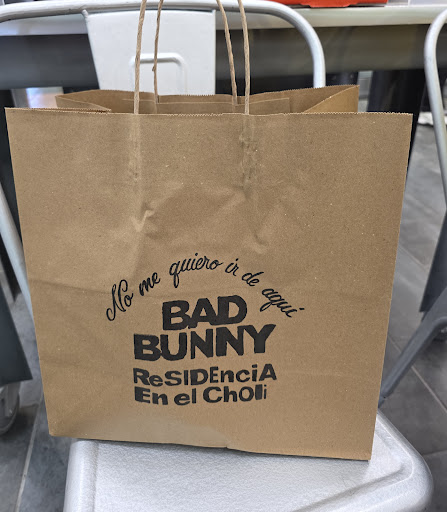 No me quiero ir de aquí
BAD
BUNNY
ReSIDEnciA
En el CHOli